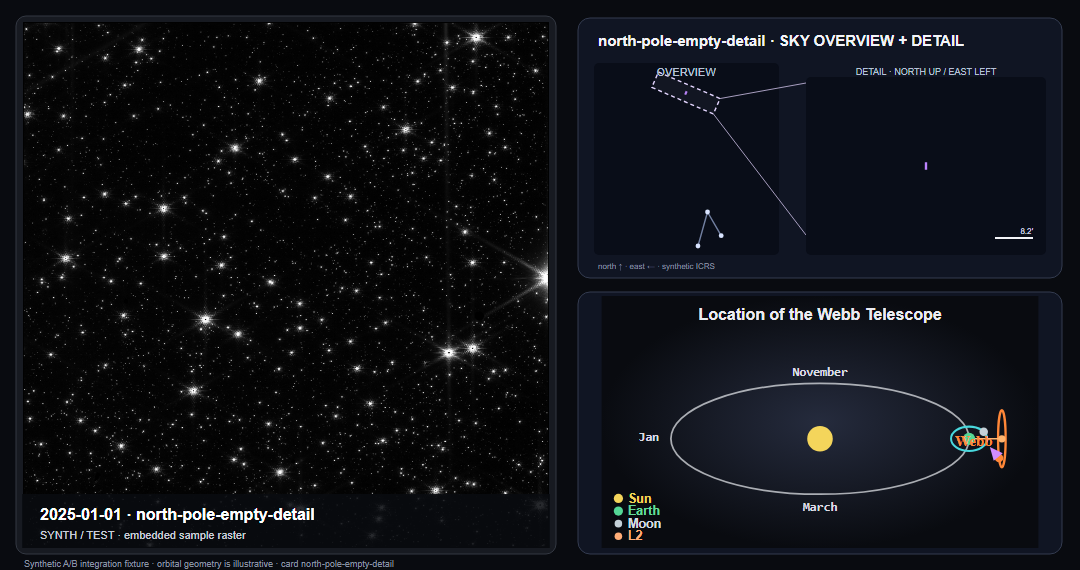 north-pole-empty-detail · SKY OVERVIEW + DETAIL
OVERVIEW
DETAIL · NORTH UP / EAST LEFT
8.2'
north ↑ · east ← · synthetic ICRS
Location of the Webb Telescope
November
Jan
Webb
March
Sun
Earth
Moon
L2
2025-01-01 · north-pole-empty-detail
SYNTH / TEST · embedded sample raster
Synthetic A/B integration fixture · orbital geometry is illustrative · card north-pole-empty-detail